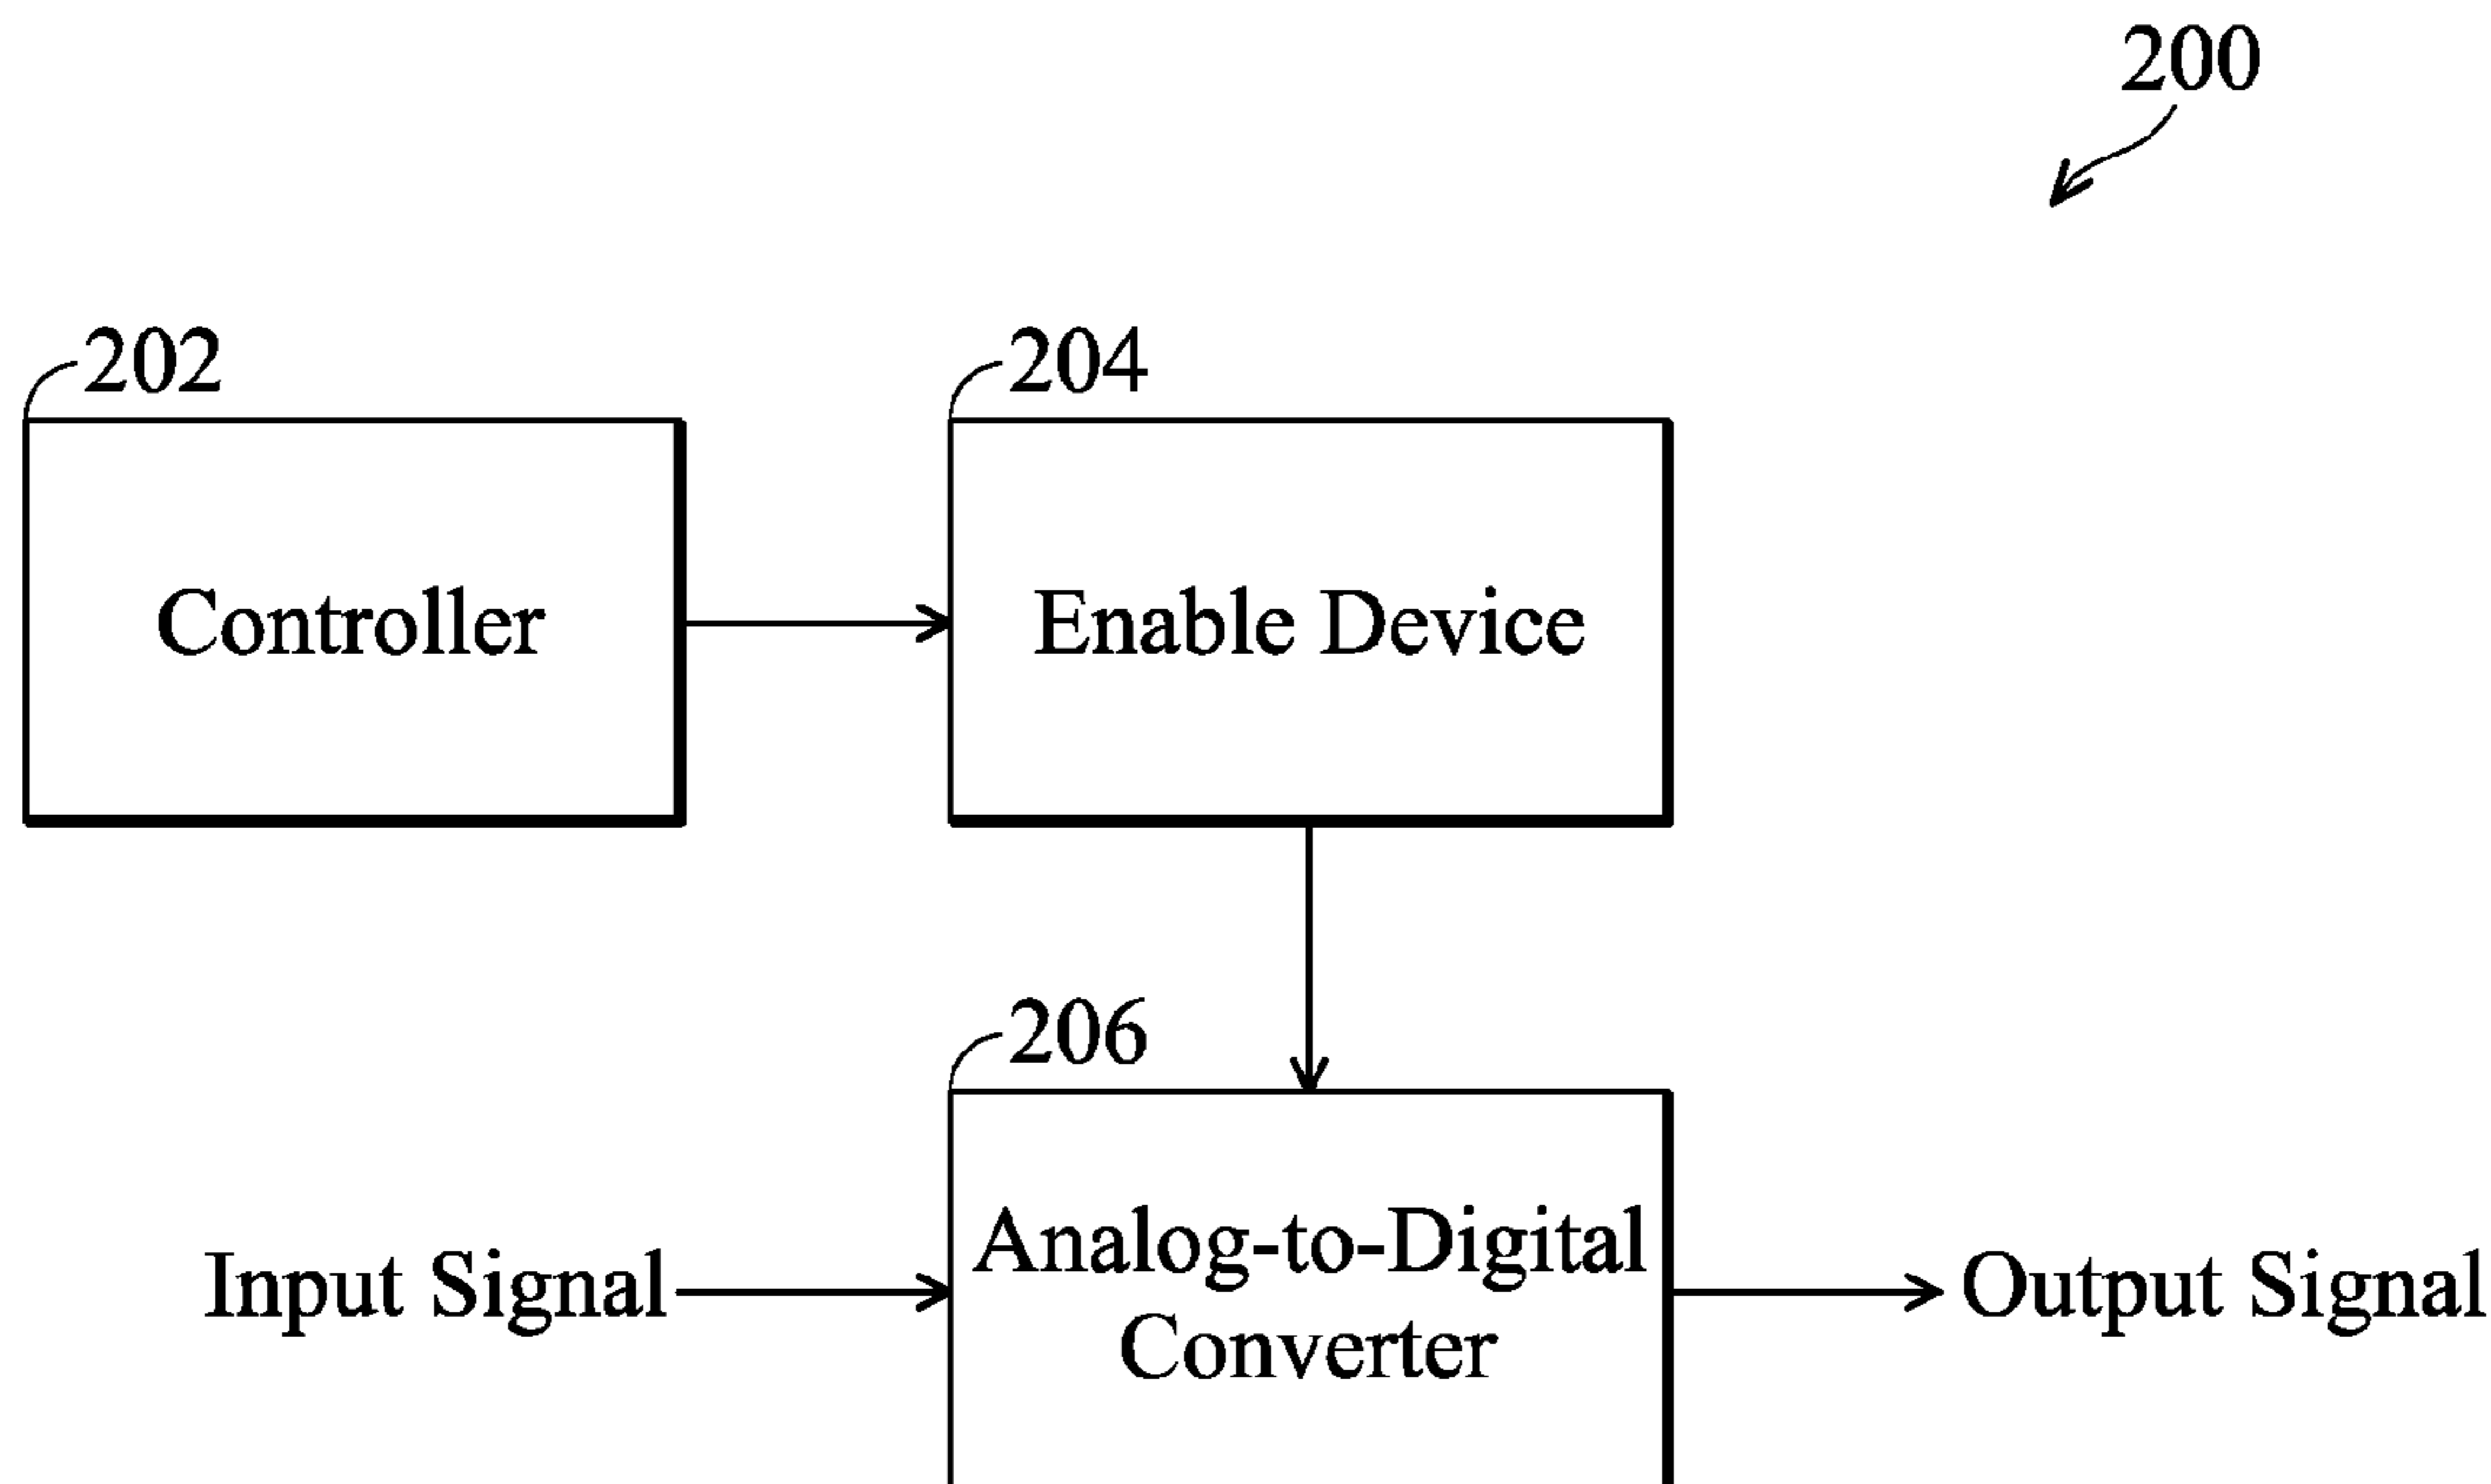 200
202
204
Controller
Enable Device
206
Input Signal
Analog-to-Digital
Converter
Output Signal